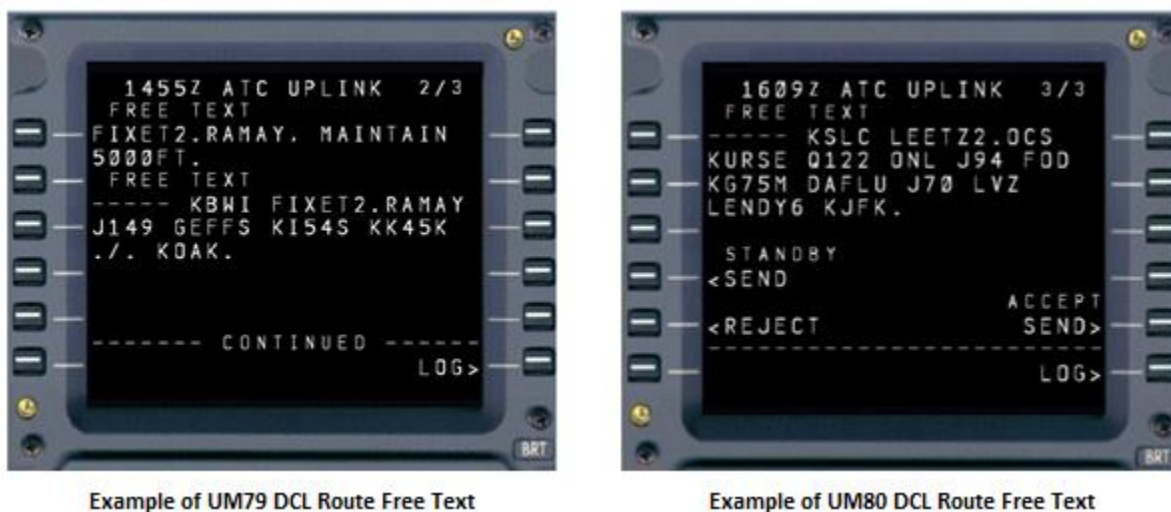 1455Z ATC UPLINK 2/3
FREE TEXT
FIXET2.RAMAY. MAINTAIN
5000FT.
FREE TEXT
----- KBWI FIXET2.RAMAY
J149 GEFFS KI54S KK45K
./. KOAK.
------- CONTINUED ------
LOG>
BRT
Example of UM79 DCL Route Free Text
1609Z ATC UPLINK 3/3
FREE TEXT
----- KSLC LEETZ2.OCS
KURSE Q122 ONL J94 FOD
KG75M DAFLU J70 LVZ
LENDY6 KJFK.
STANDBY
<SEND
ACCEPT
<REJECT SEND>
------------------------
LOG>
BRT
Example of UM80 DCL Route Free Text